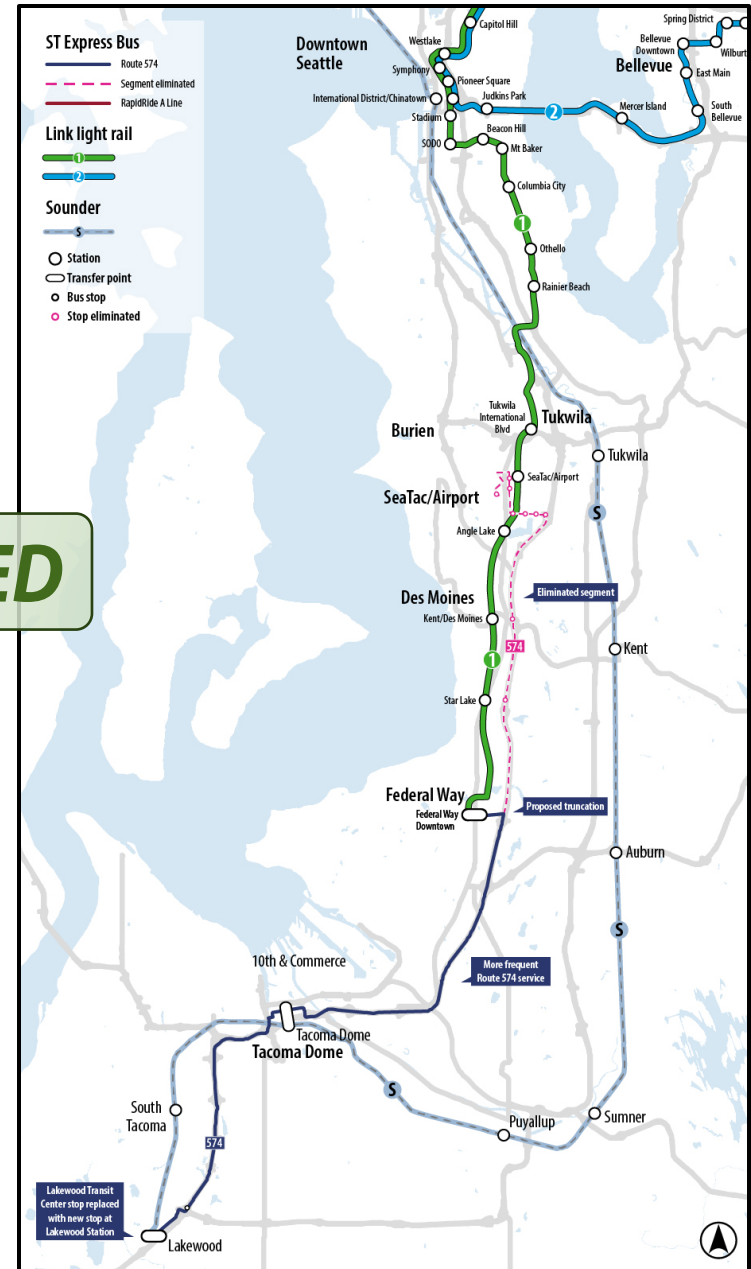 ST Express Bus
Route 574
Segment eliminated
RapidRide A Line
Link light rail
1
2
Sounder
S
Station
Transfer point
Bus stop
Stop eliminated
Downtown
Seattle
Capitol Hill
Westlake
Symphony
Pioneer Square
International District/Chinatown
Judkins Park
Stadium
Beacon Hill
SODO
Mt Baker
Columbia City
1
Othello
Rainier Beach
Spring District
Bellevue
Downtown
Wilburt
Bellevue
East Main
2
Mercer Island
South
Bellevue
Tukwila
International
Blvd
Tukwila
Burien
Tukwila
SeaTac/Airport
SeaTac/Airport
S
Angle Lake
ED
Des Moines
Eliminated segment
Kent/Des Moines
574
Kent
1
Star Lake
Federal Way
Federal Way
Downtown
Proposed truncation
Auburn
S
10th & Commerce
More frequent
Route 574 service
Tacoma Dome
Tacoma Dome
S
South
Tacoma
Sumner
Puyallup
574
Lakewood Transit
Center stop replaced
with new stop at
Lakewood Station
Lakewood